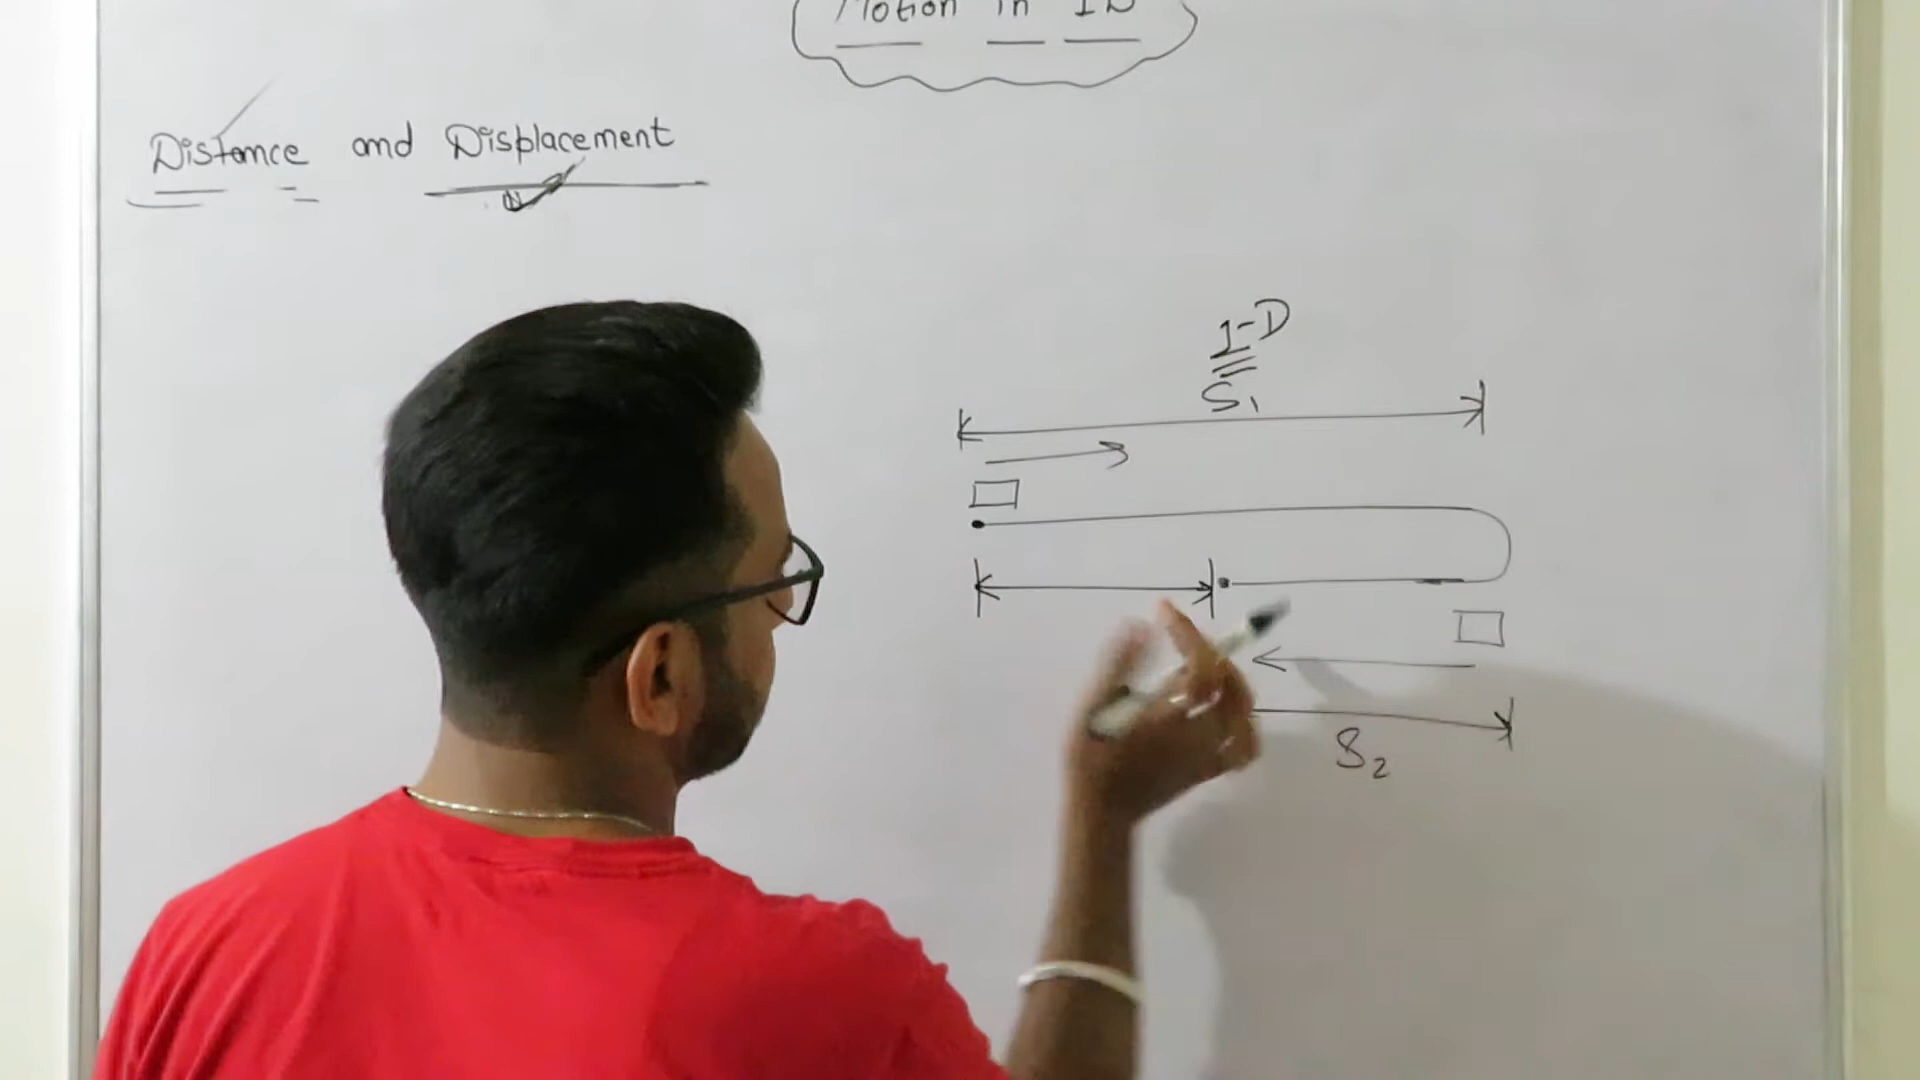 Motion in 1D
Distance and Displacement
1-D
S1
S2